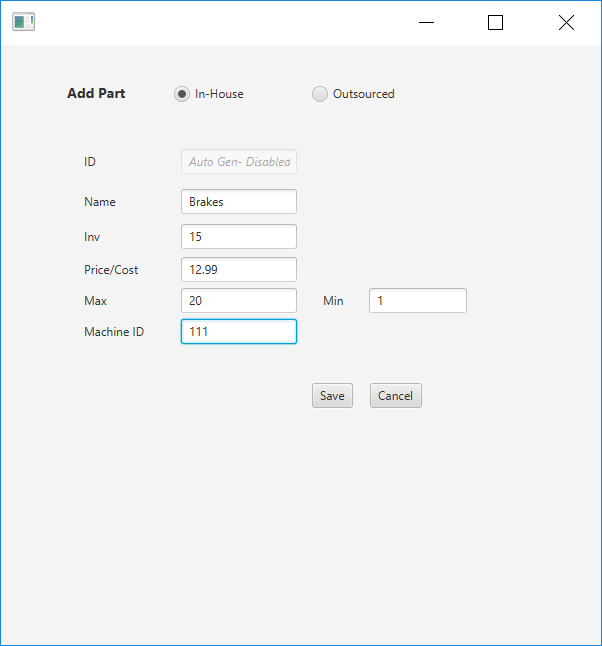 Add Part In-House Outsourced
ID Auto Gen- Disabled
Name Brakes
Inv 15
Price/Cost 12.99
Max 20 Min 1
Machine ID 111
Save Cancel